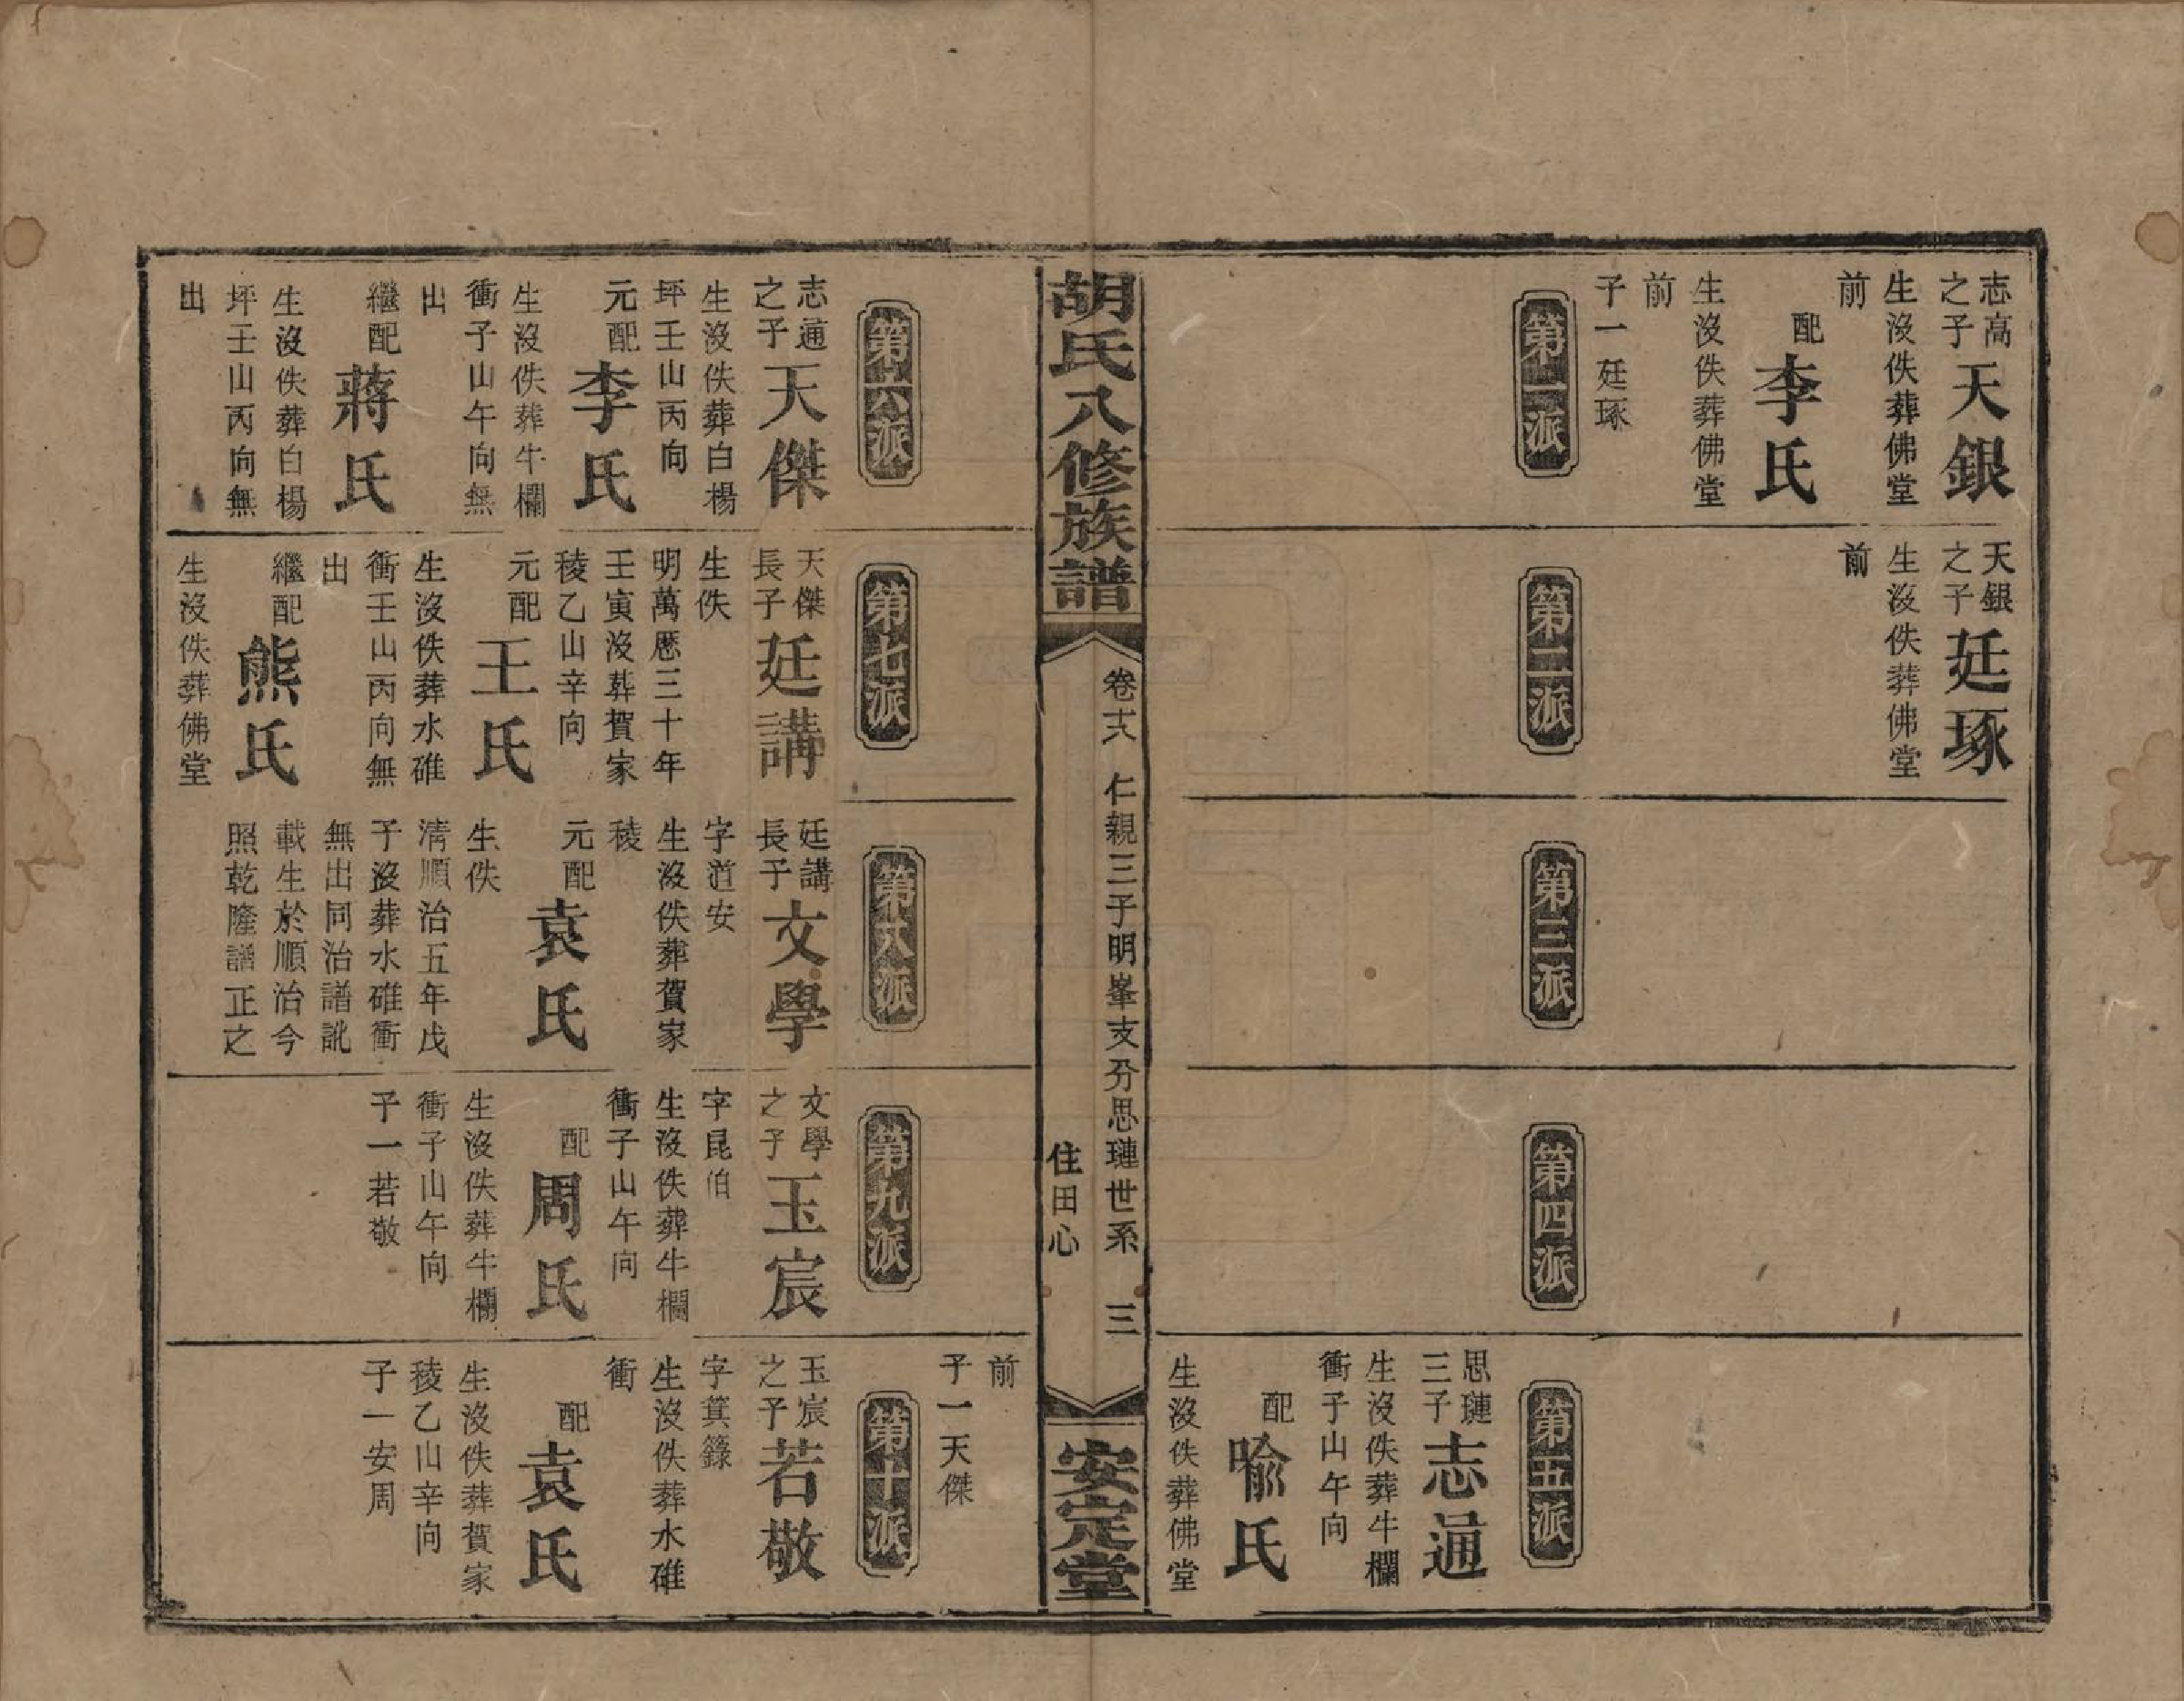 志高之子
天銀
生沒佚葬佛堂
前
配
李氏
生沒佚葬佛堂
前
子一廷琢
第一派
天銀之子
廷琢
生沒佚葬佛堂
前
第二派
第三派
第四派
第五派
思璉三子
志通
生沒佚葬牛欄
衝子山午向
配
喻氏
生沒佚葬佛堂
胡氏八修族譜
卷十六 仁親三子明峯支分思璉世系 三
住田心
安定堂
前
子一天傑
第六派
志通之子
天傑
生沒佚葬白楊
坪壬山丙向
元配
李氏
生沒佚葬牛欄
衝子山午向無
出
繼配
蔣氏
生沒佚葬白楊
坪壬山丙向無
出
第七派
天傑長子
廷講
生佚
明萬歷三十年
壬寅沒葬賀家
稜乙山辛向
元配
王氏
生沒佚葬水碓
衝壬山丙向無
出
繼配
熊氏
生沒佚葬佛堂
第八派
廷講長子
文學
字道安
生沒佚葬賀家
稜
元配
袁氏
生佚
清順治五年戊
子沒葬水碓衝
無出同治譜訛
載生於順治今
照乾隆譜正之
第九派
文學之子
玉宸
字昆伯
生沒佚葬牛欄
衝子山午向
配
周氏
生沒佚葬牛欄
衝子山午向
子一若敬
第十派
玉宸之子
若敬
字箕籙
生沒佚葬水碓
衝
配
袁氏
生沒佚葬賀家
稜乙山辛向
子一安周